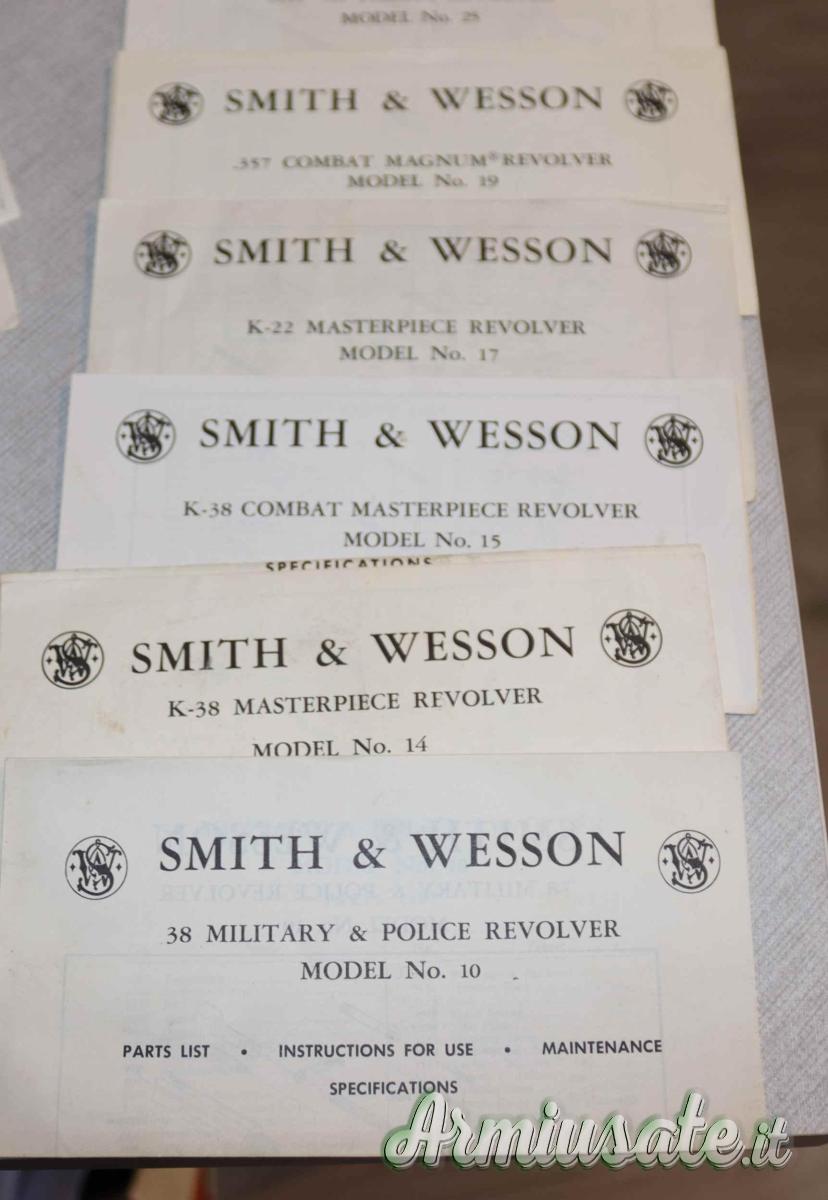 MODEL No. 25
SMITH & WESSON
.357 COMBAT MAGNUM® REVOLVER
MODEL No. 19
SMITH & WESSON
K-22 MASTERPIECE REVOLVER
MODEL No. 17
SMITH & WESSON
K-38 COMBAT MASTERPIECE REVOLVER
MODEL No. 15
SPECIFICATIONS
SMITH & WESSON
K-38 MASTERPIECE REVOLVER
MODEL No. 14
SMITH & WESSON
38 MILITARY & POLICE REVOLVER
MODEL No. 10
PARTS LIST • INSTRUCTIONS FOR USE • MAINTENANCE
SPECIFICATIONS
Armiusate.it